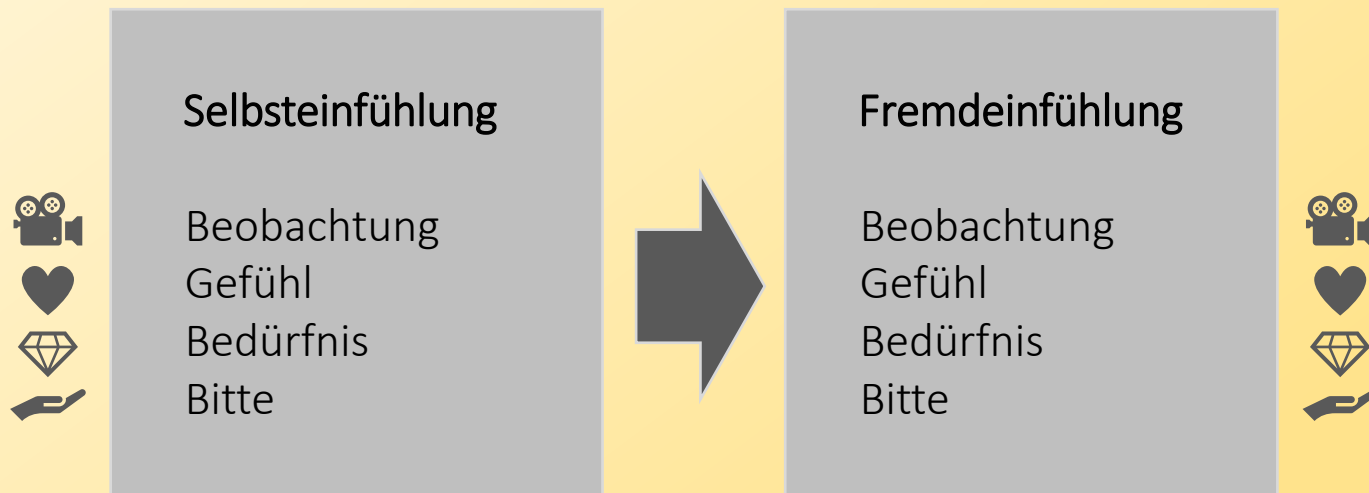 Selbsteinfühlung
Beobachtung
Gefühl
Bedürfnis
Bitte
Fremdeinfühlung
Beobachtung
Gefühl
Bedürfnis
Bitte